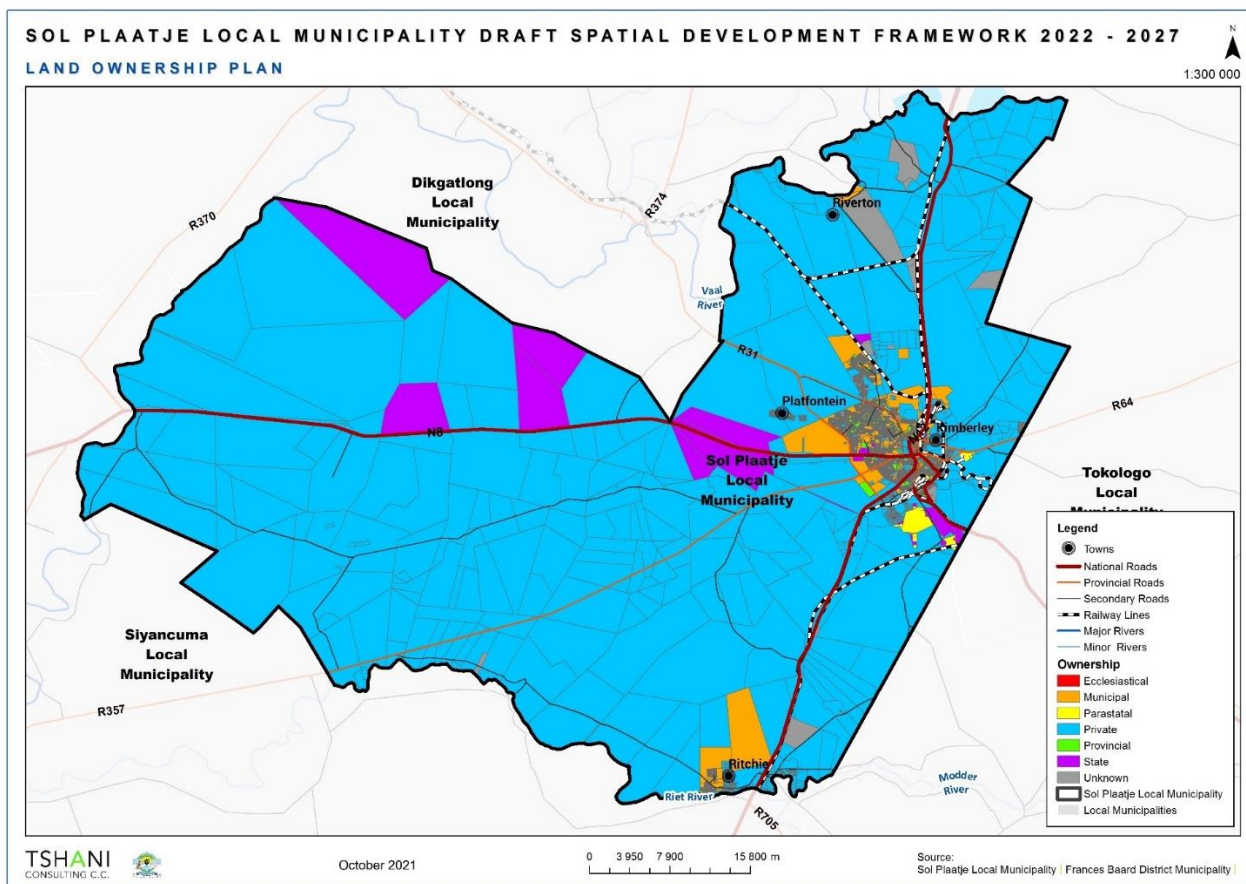 SOL PLAATJE LOCAL MUNICIPALITY DRAFT SPATIAL DEVELOPMENT FRAMEWORK 2022 - 2027
LAND OWNERSHIP PLAN
N
1:300 000
Dikgatlong
Local
Municipality
R370
R374
Riverton
Vaal
River
R31
Platfontein
R64
Kimberley
N8
Sol Plaatje
Local
Municipality
Tokologo
Local
Municipality
Siyancuma
Local
Municipality
R357
Ritchie
Riet River
Modder
River
R705
Legend
Towns
National Roads
Provincial Roads
Secondary Roads
Railway Lines
Major Rivers
Minor Rivers
Ownership
Ecclesiastical
Municipal
Parastatal
Private
Provincial
State
Unknown
Sol Plaatje Local Municipality
Local Municipalities
TSHANI
CONSULTING C.C.
October 2021
0 3 950 7 900 15 800 m
Source:
Sol Plaatje Local Municipality | Frances Baard District Municipality |